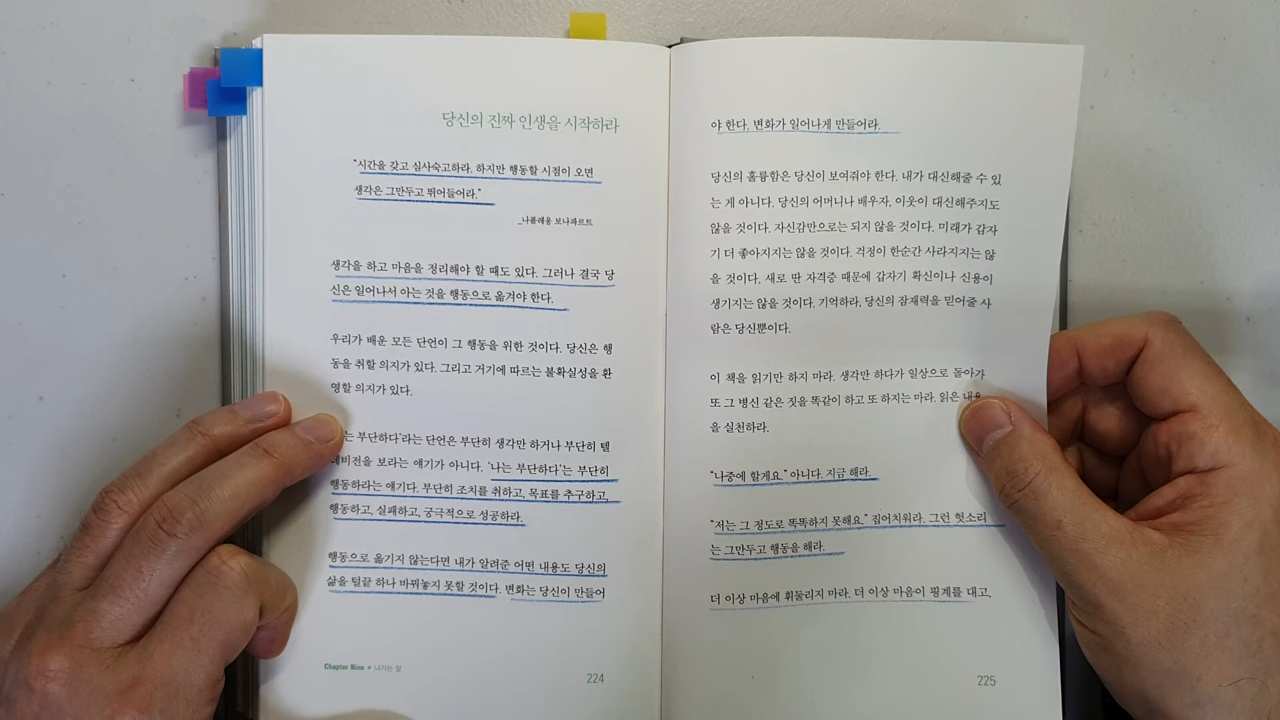 당신의 진짜 인생을 시작하라
"시간을 갖고 심사숙고하라. 하지만 행동할 시점이 오면
생각은 그만두고 뛰어들어라."
_나폴레옹 보나파르트
생각을 하고 마음을 정리해야 할 때도 있다. 그러나 결국 당
신은 일어나서 아는 것을 행동으로 옮겨야 한다.
우리가 배운 모든 단언이 그 행동을 위한 것이다. 당신은 행
동을 취할 의지가 있다. 그리고 거기에 따르는 불확실성을 환
영할 의지가 있다.
는 부단하다'라는 단언은 부단히 생각만 하거나 부단히 텔
레비전을 보라는 얘기가 아니다. '나는 부단하다'는 부단히
행동하라는 얘기다. 부단히 조치를 취하고, 목표를 추구하고,
행동하고, 실패하고, 궁극적으로 성공하라.
행동으로 옮기지 않는다면 내가 알려준 어떤 내용도 당신의
삶을 털끝 하나 바꿔놓지 못할 것이다. 변화는 당신이 만들어
Chapter Nine • 나가는 말
224
야 한다. 변화가 일어나게 만들어라.
당신의 훌륭함은 당신이 보여줘야 한다. 내가 대신해줄 수 있
는 게 아니다. 당신의 어머니나 배우자, 이웃이 대신해주지도
않을 것이다. 자신감만으로는 되지 않을 것이다. 미래가 갑자
기 더 좋아지지는 않을 것이다. 걱정이 한순간 사라지지는 않
을 것이다. 새로 딴 자격증 때문에 갑자기 확신이나 신용이
생기지는 않을 것이다. 기억하라, 당신의 잠재력을 믿어줄 사
람은 당신뿐이다.
이 책을 읽기만 하지 마라. 생각만 하다가 일상으로 돌아가
또 그 병신 같은 짓을 똑같이 하고 또 하지는 마라. 읽은 내용
을 실천하라.
"나중에 할게요." 아니다. 지금 해라.
"저는 그 정도로 똑똑하지 못해요." 집어치워라. 그런 헛소리
는 그만두고 행동을 해라.
더 이상 마음에 휘둘리지 마라. 더 이상 마음이 핑계를 대고,
225